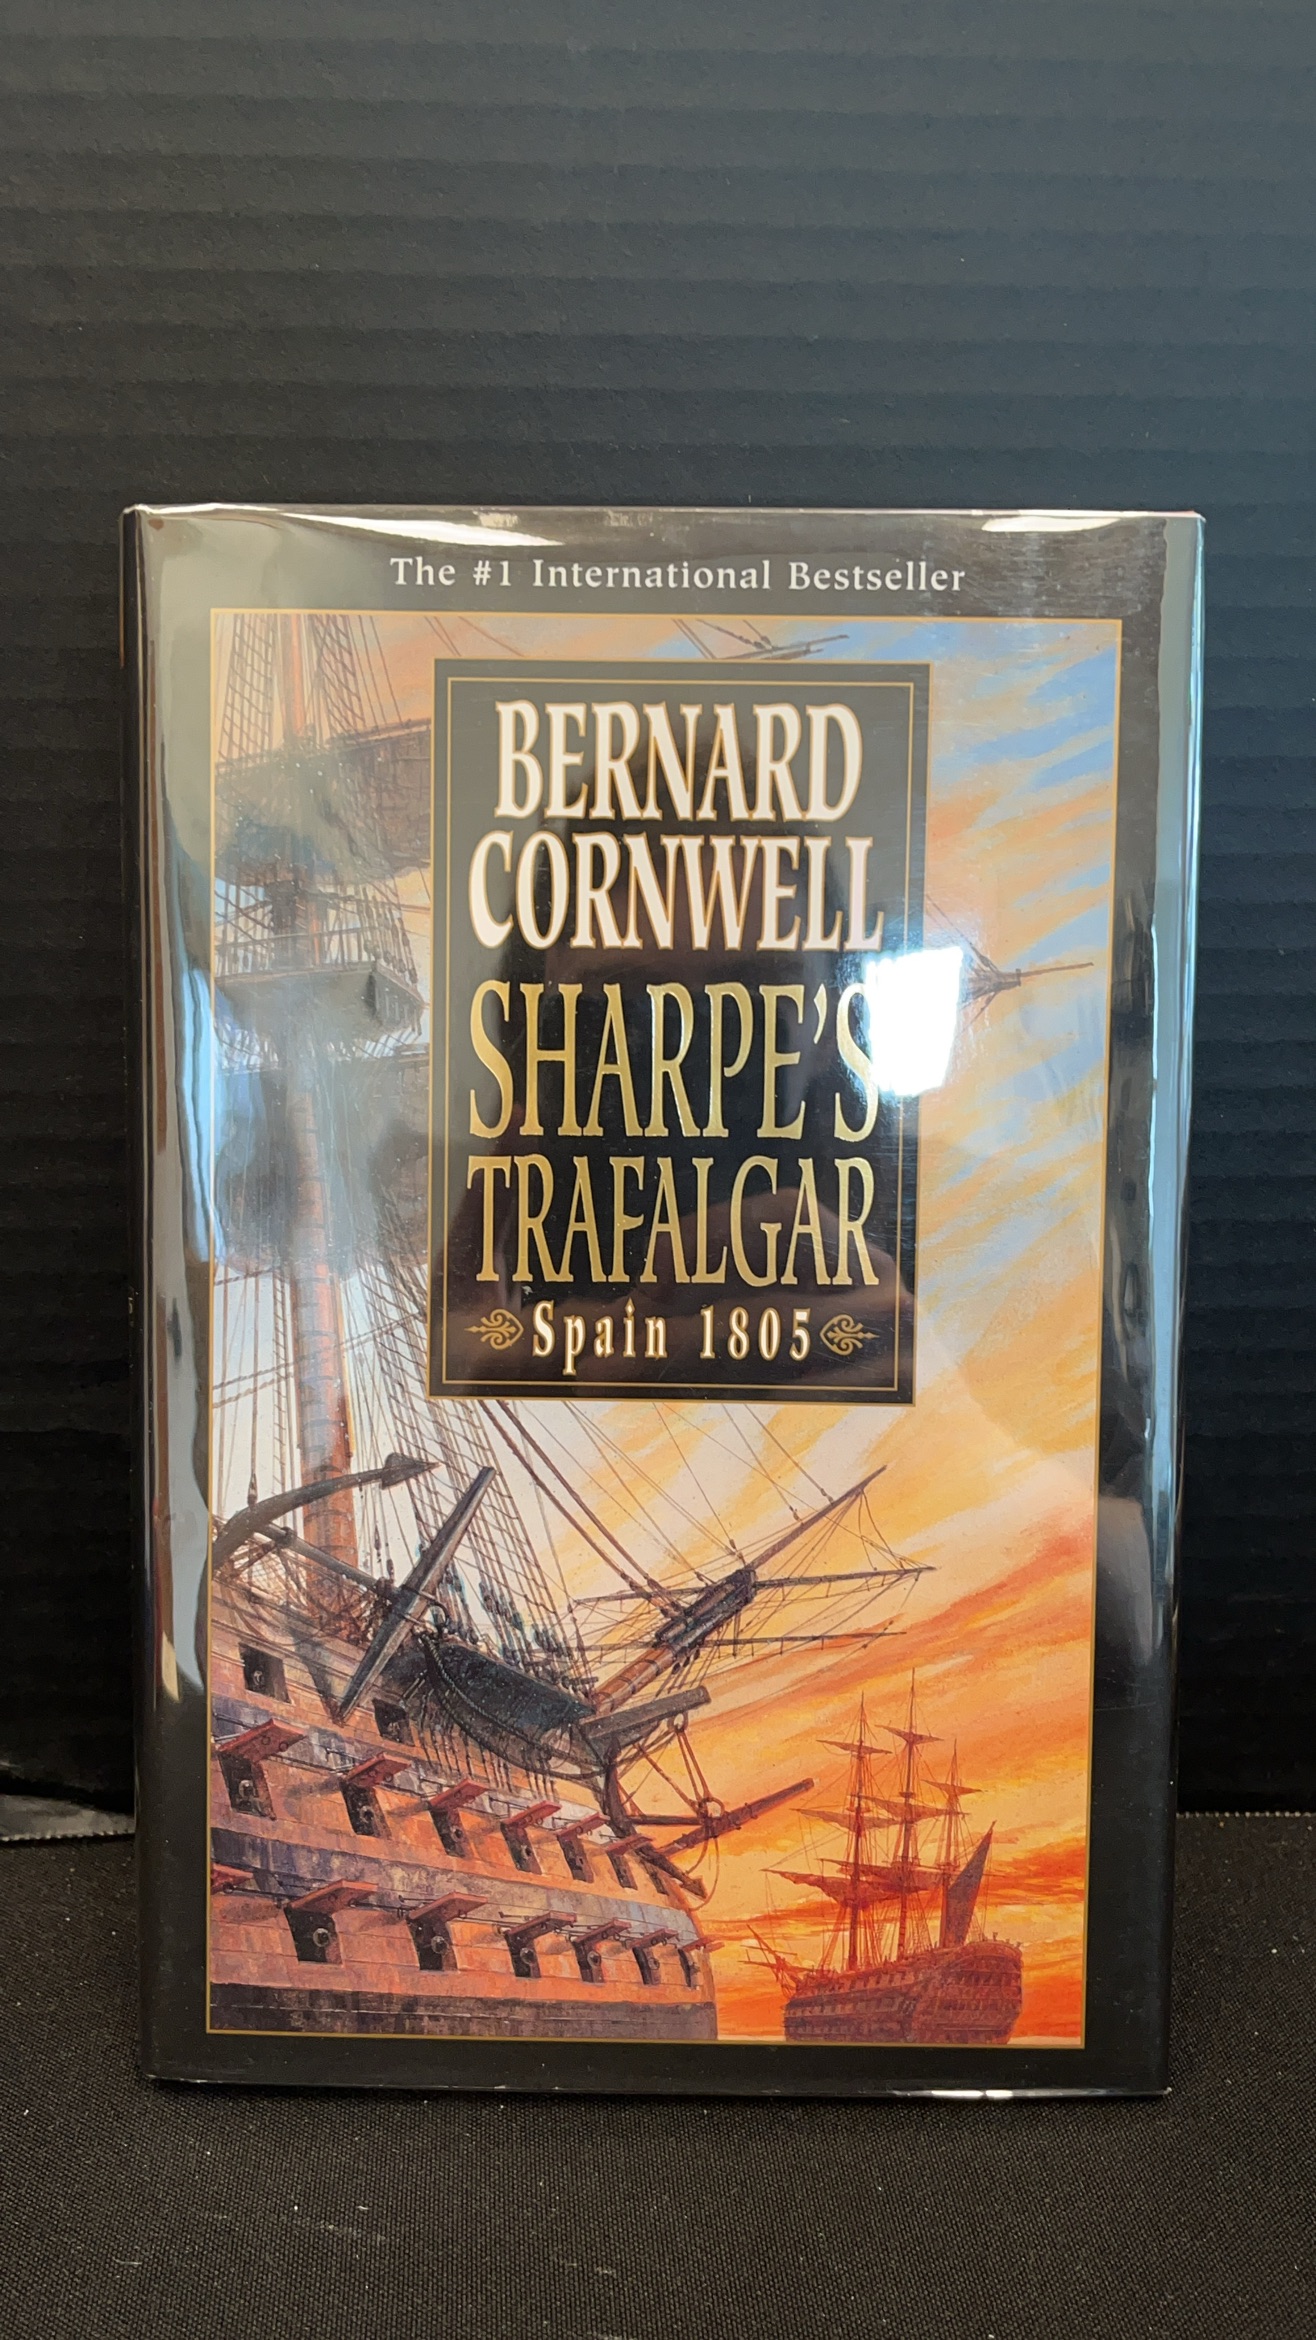 The #1 International Bestseller
BERNARD
CORNWELL
SHARPE'S
TRAFALGAR
Spain 1805